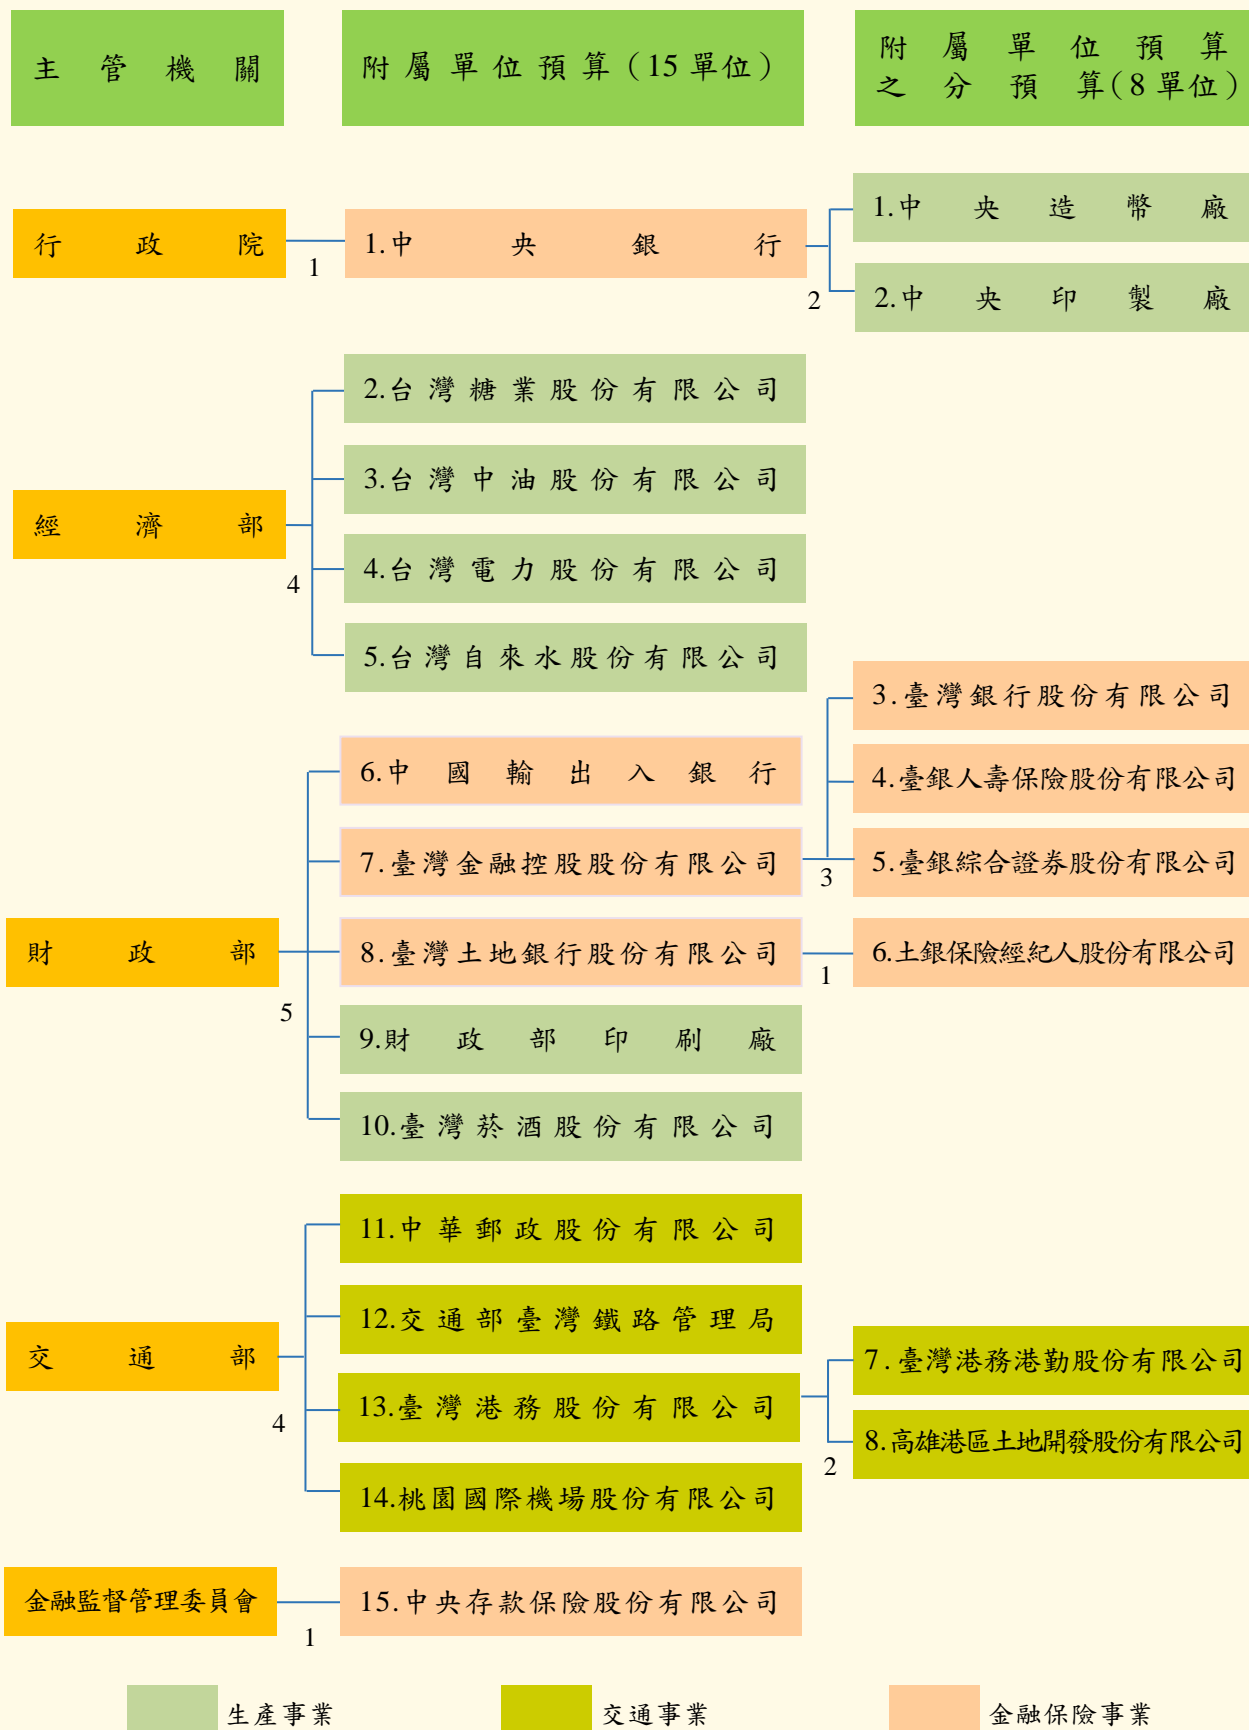 主管機關
附屬單位預算(15單位)
附屬單位預算
之分預算(8單位)
行政院
1
1.中央銀行
2
1.中央造幣廠
2.中央印製廠
經濟部
4
2.台灣糖業股份有限公司
3.台灣中油股份有限公司
4.台灣電力股份有限公司
5.台灣自來水股份有限公司
財政部
5
6.中國輸出入銀行
7.臺灣金融控股股份有限公司
3
3.臺灣銀行股份有限公司
4.臺銀人壽保險股份有限公司
5.臺銀綜合證券股份有限公司
8.臺灣土地銀行股份有限公司
1
6.土銀保險經紀人股份有限公司
9.財政部印刷廠
10.臺灣菸酒股份有限公司
交通部
4
11.中華郵政股份有限公司
12.交通部臺灣鐵路管理局
13.臺灣港務股份有限公司
2
7.臺灣港務港勤股份有限公司
8.高雄港區土地開發股份有限公司
14.桃園國際機場股份有限公司
金融監督管理委員會
1
15.中央存款保險股份有限公司
生產事業
交通事業
金融保險事業